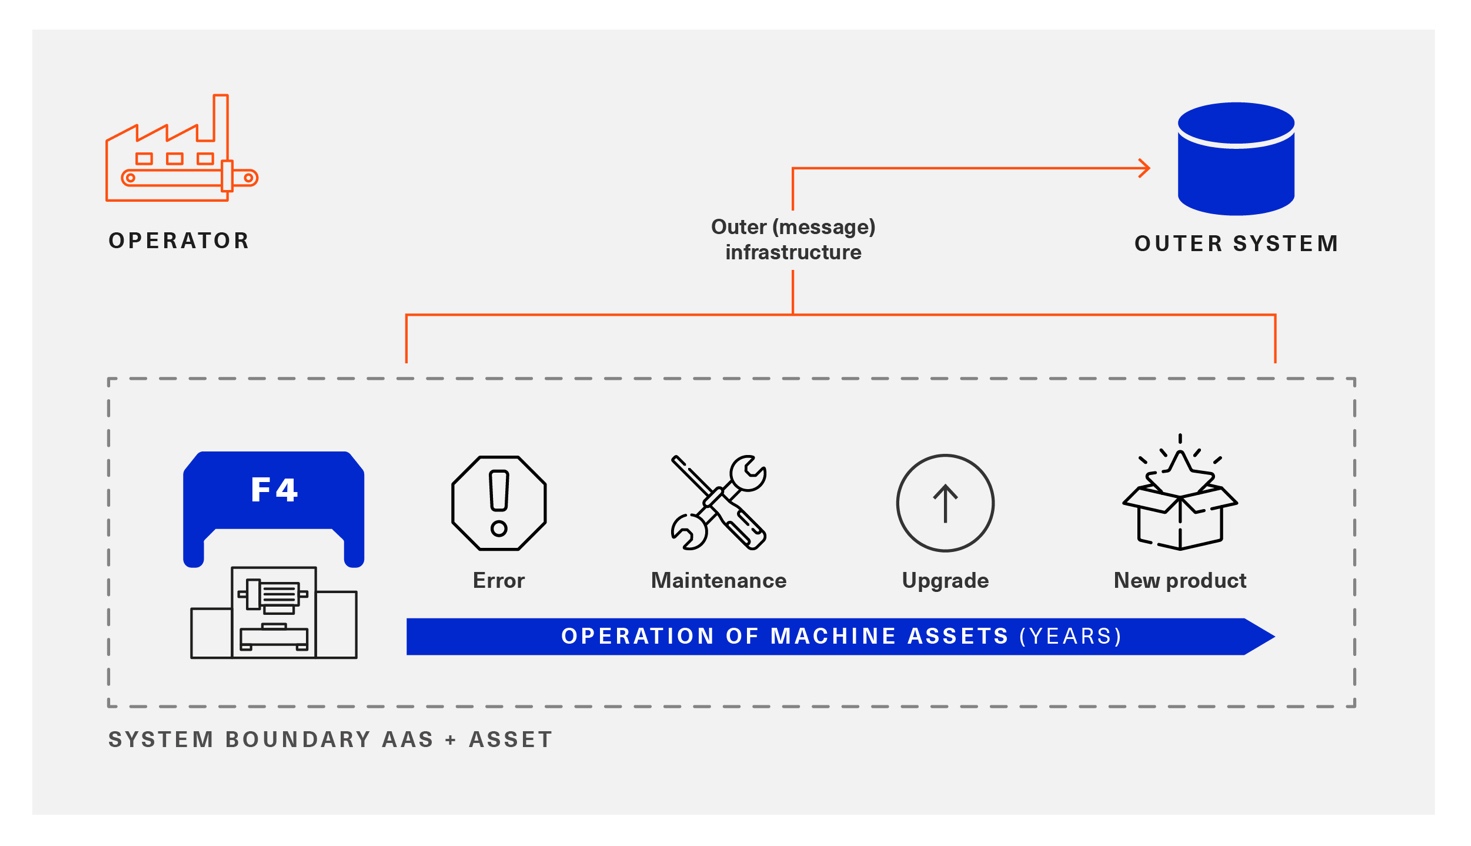 OPERATOR
Outer (message)
infrastructure
OUTER SYSTEM
F4
Error
Maintenance
Upgrade
New product
OPERATION OF MACHINE ASSETS (YEARS)
SYSTEM BOUNDARY AAS + ASSET